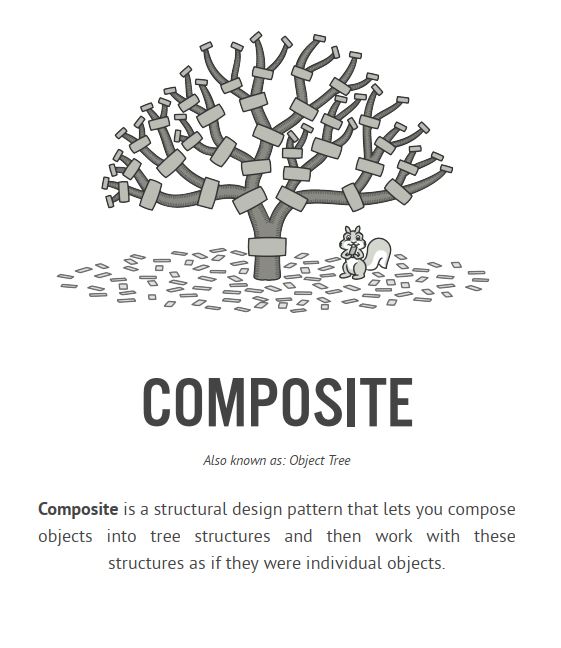 COMPOSITE
Also known as: Object Tree
Composite is a structural design pattern that lets you compose
objects into tree structures and then work with these
structures as if they were individual objects.